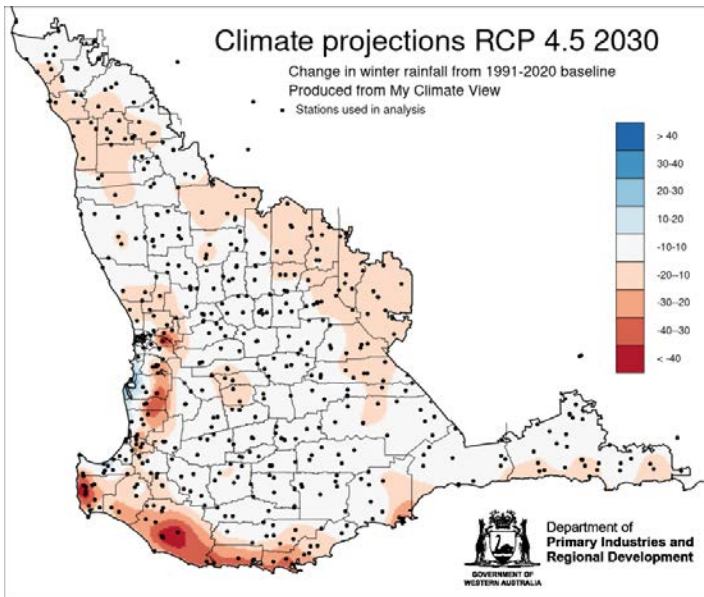 Climate projections RCP 4.5 2030
Change in winter rainfall from 1991-2020 baseline
Produced from My Climate View
Stations used in analysis
> 40
30-40
20-30
10-20
-10-10
-20--10
-30--20
-40--30
< -40
Department of
Primary Industries and
Regional Development
GOVERNMENT OF
WESTERN AUSTRALIA